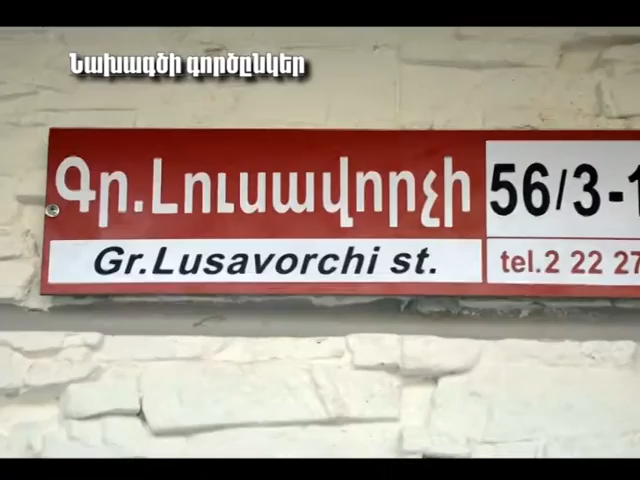 Նախագծի գործընկեր
Գր.Լուսավորչի
56/3-1
Gr.Lusavorchi st.
tel.2 22 27